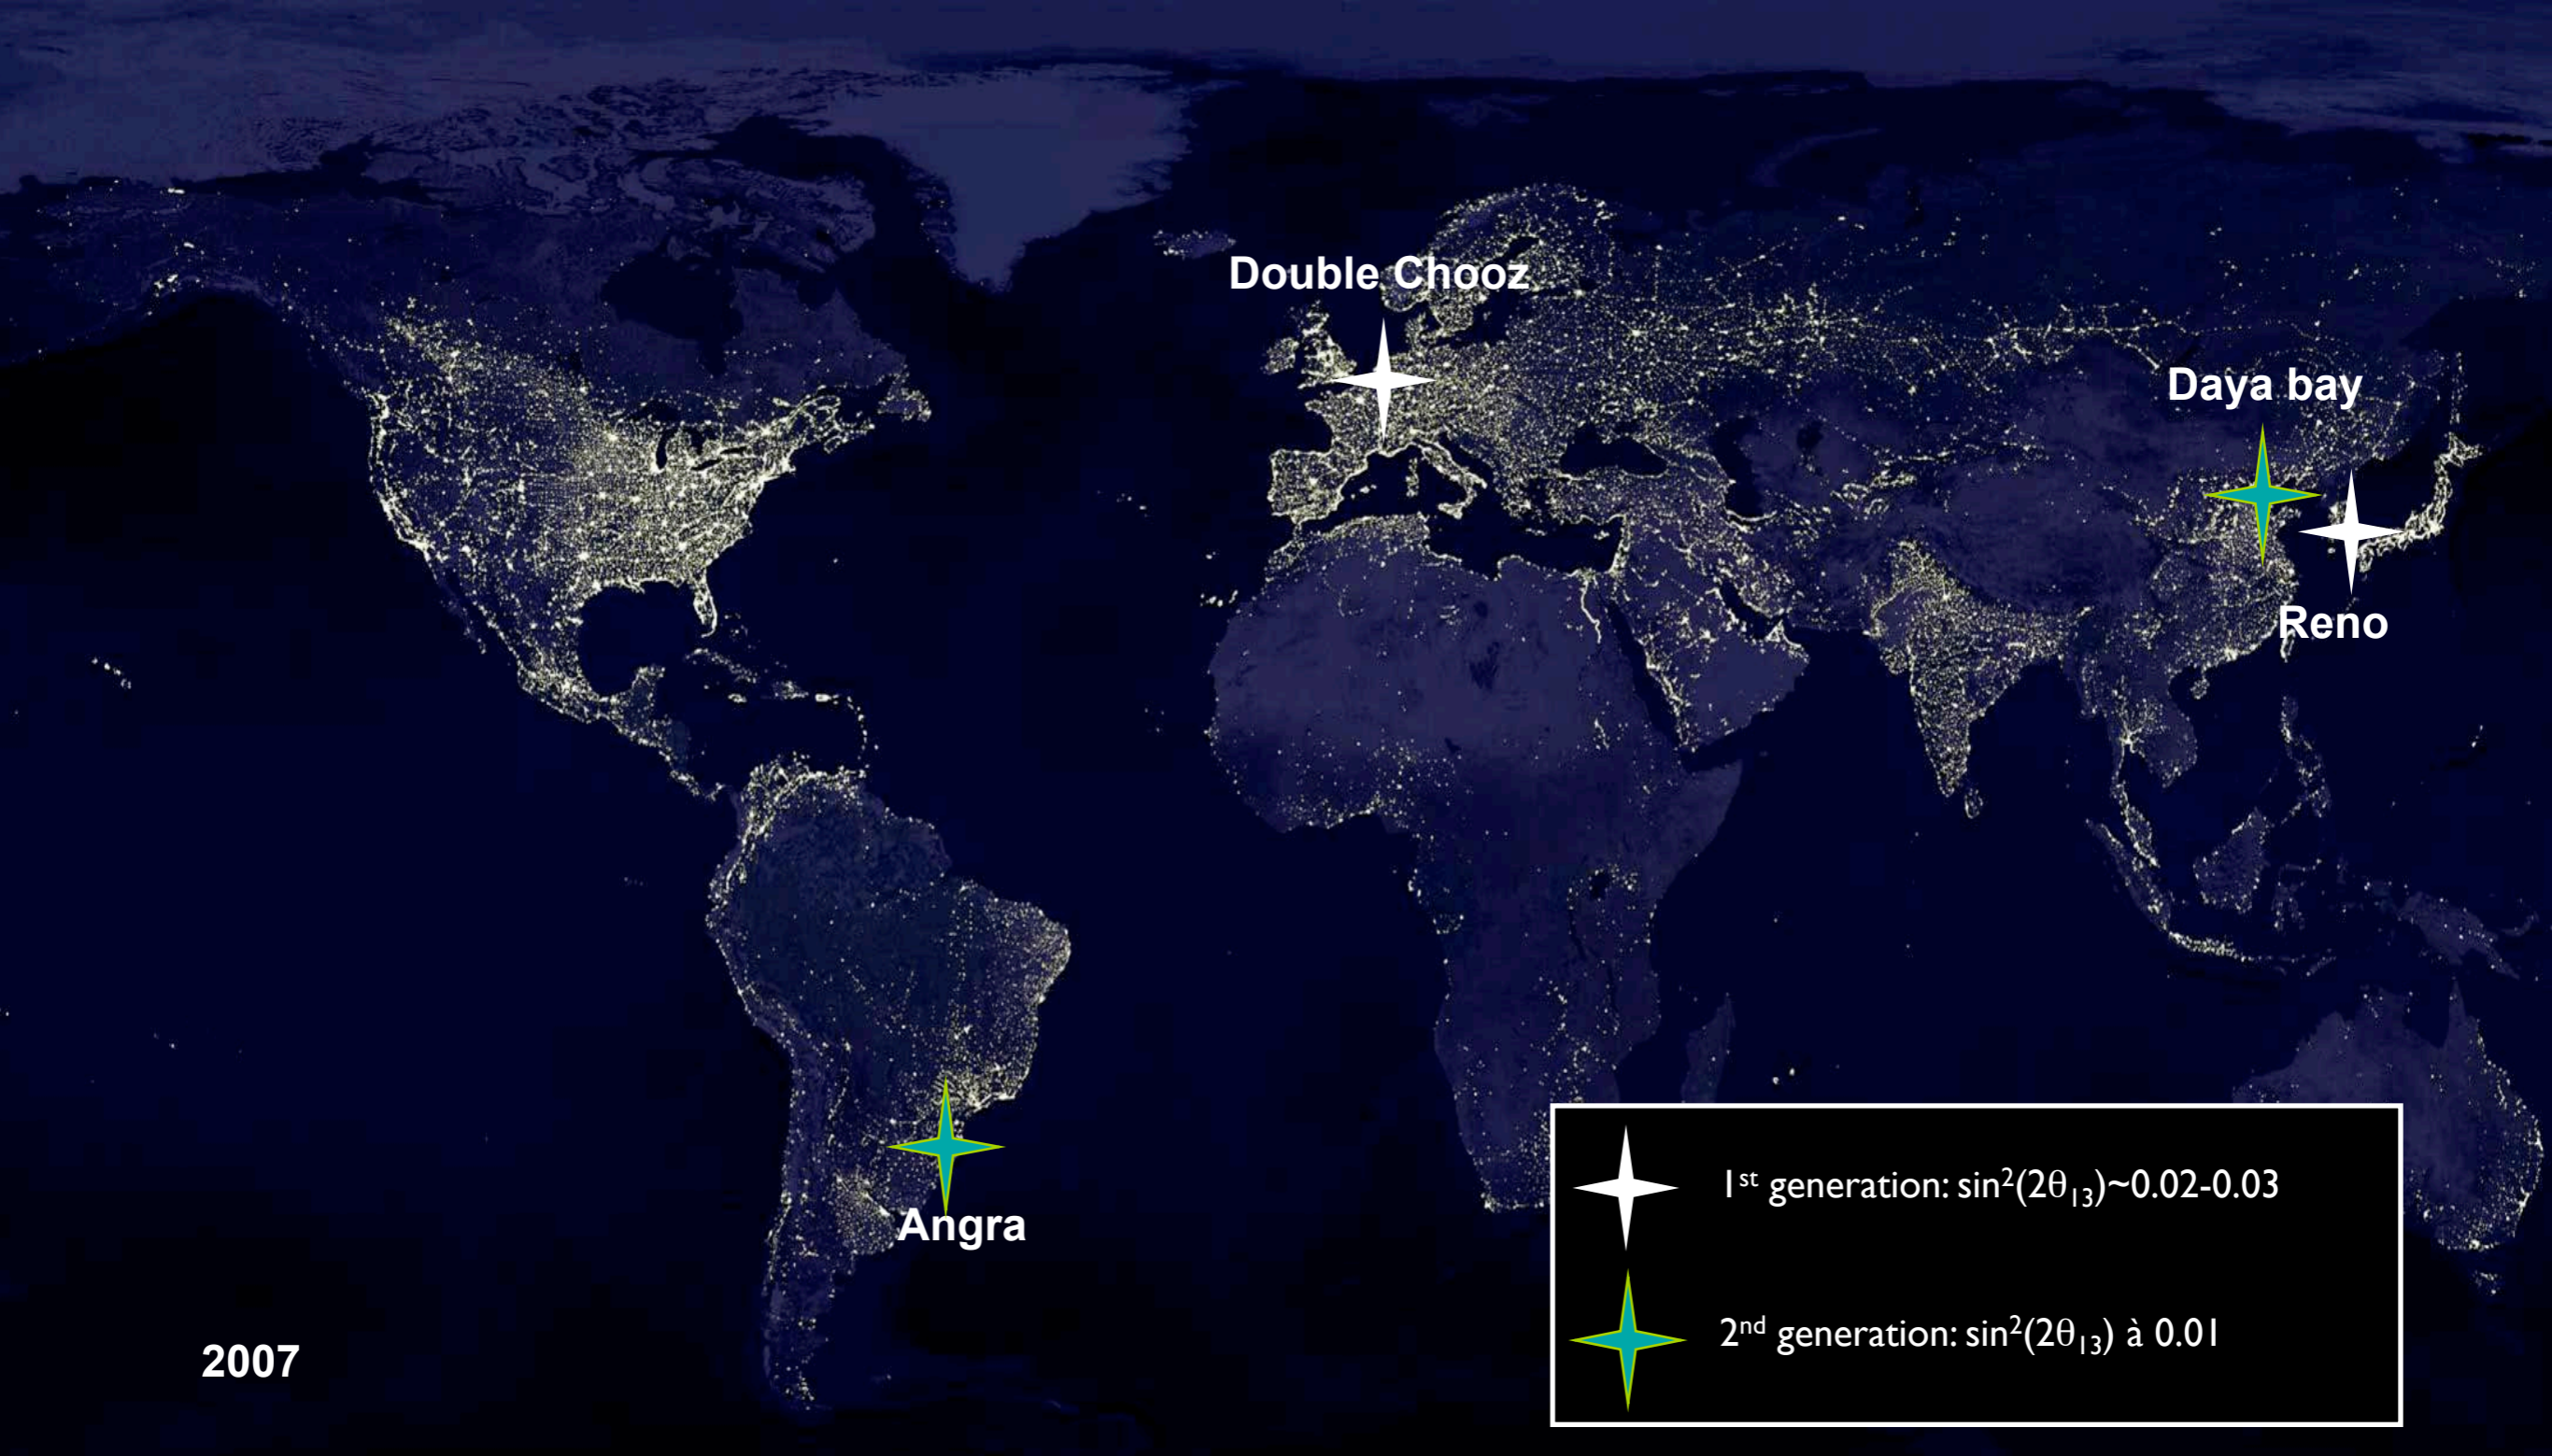 Double Chooz
Daya bay
Reno
Angra
2007
1st generation: sin²(2θ₁₃)~0.02-0.03
2nd generation: sin²(2θ₁₃) à 0.01